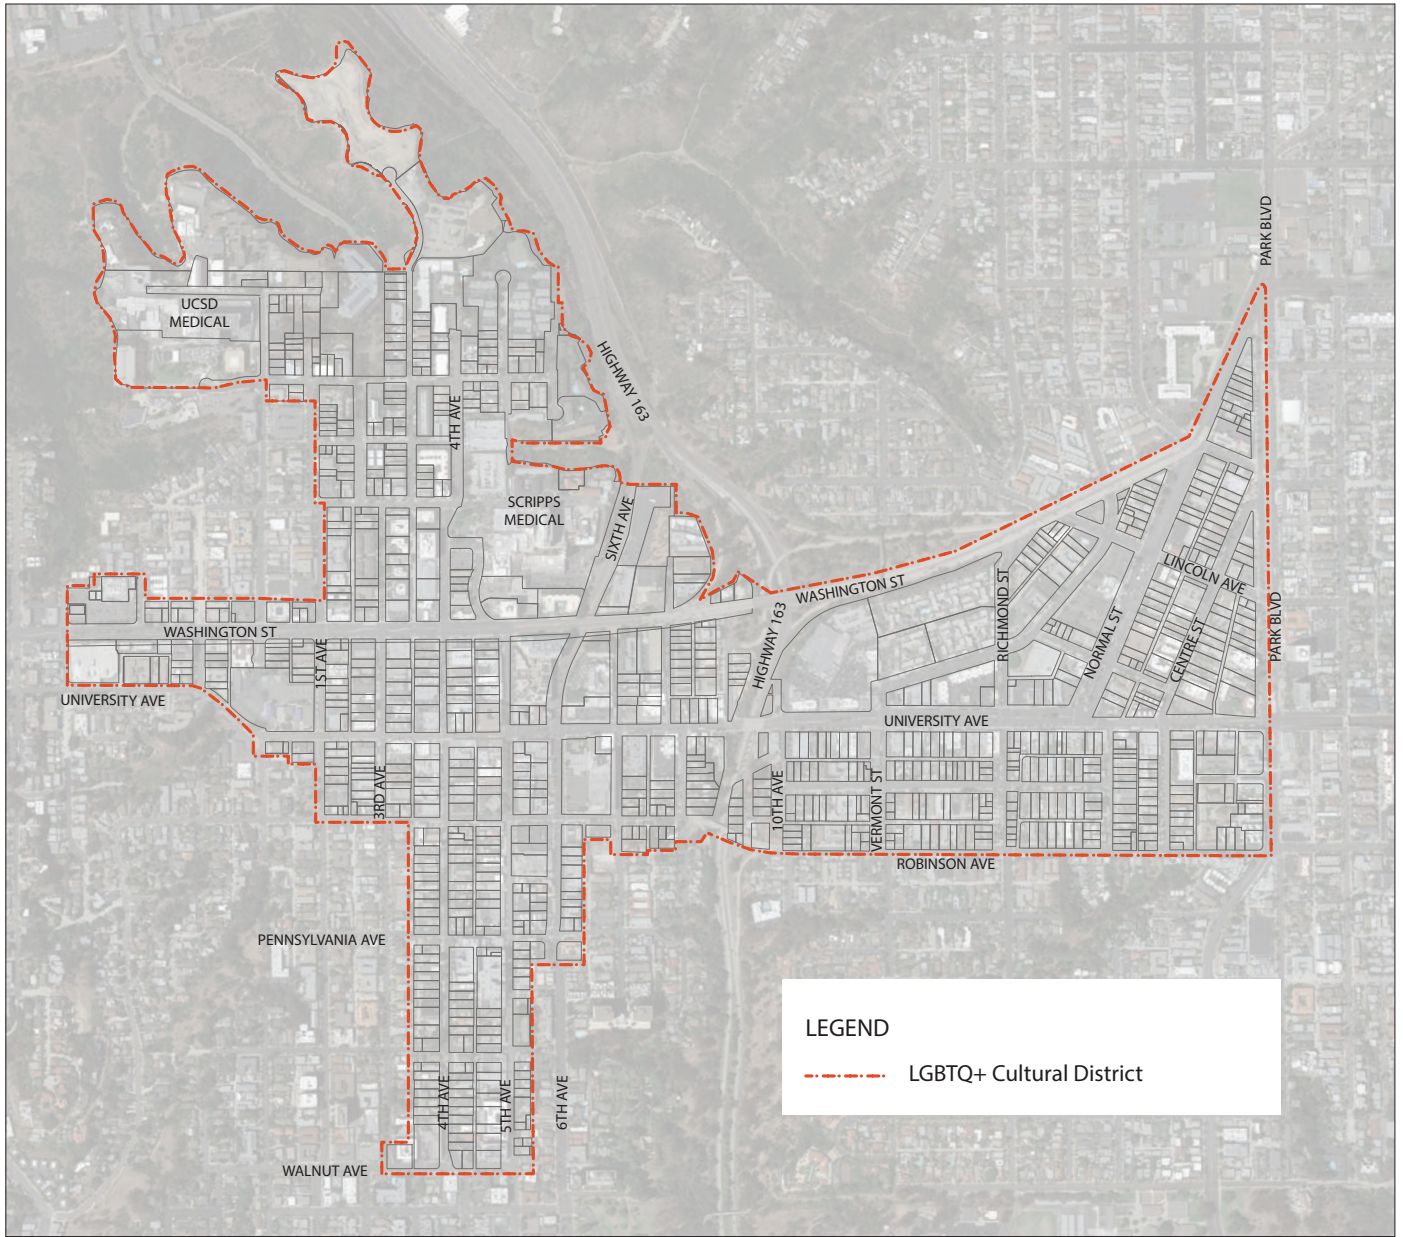 PARK BLVD
UCSD
MEDICAL
HIGHWAY 163
4TH AVE
SCRIPPS
MEDICAL
SIXTH AVE
LINCOLN AVE
WASHINGTON ST
RICHMOND ST
HIGHWAY 163
NORMAL ST
CENTRE ST
PARK BLVD
WASHINGTON ST
1ST AVE
UNIVERSITY AVE
UNIVERSITY AVE
3RD AVE
10TH AVE
VERMONT ST
ROBINSON AVE
PENNSYLVANIA AVE
4TH AVE
5TH AVE
6TH AVE
WALNUT AVE
LEGEND
LGBTQ+ Cultural District